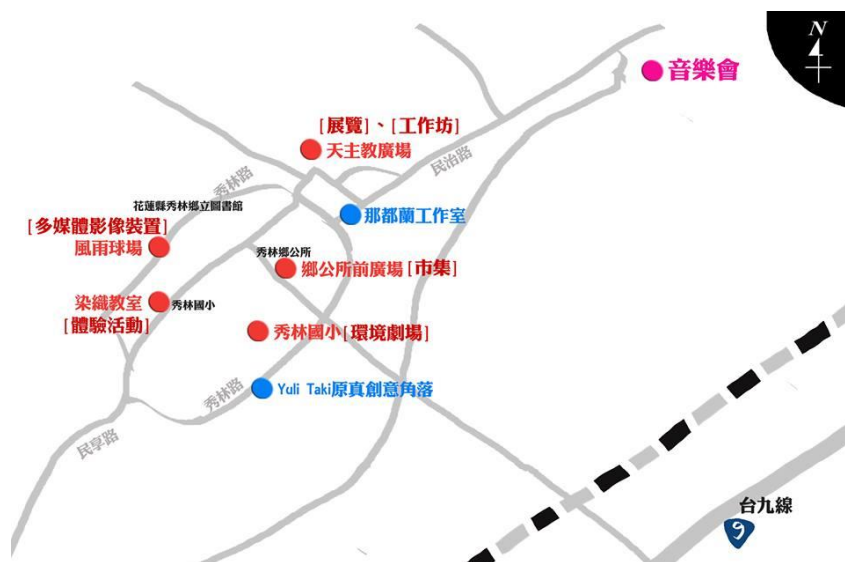 N
音樂會
[展覽]、[工作坊]
天主教廣場
民治路
秀林路
花蓮縣秀林鄉立圖書館
那都蘭工作室
[多媒體影像裝置]
風雨球場
秀林鄉公所
鄉公所前廣場[市集]
染織教室
秀林國小
[體驗活動]
秀林國小[環境劇場]
秀林路
Yuli Taki原真創意角落
民享路
台九線
9